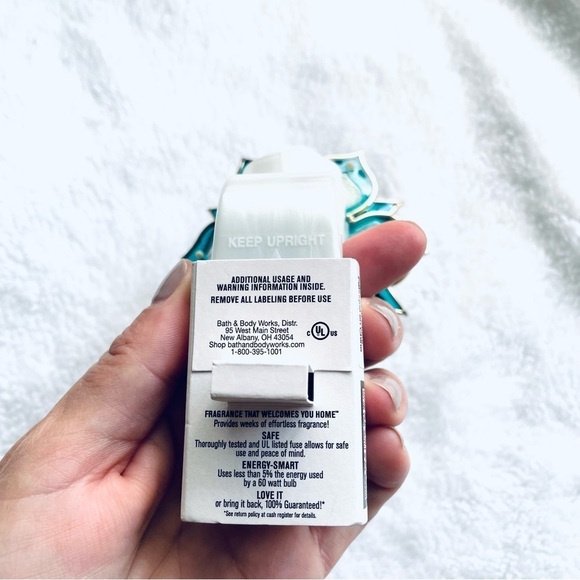 KEEP UPRIGHT
ADDITIONAL USAGE AND
WARNING INFORMATION INSIDE.
REMOVE ALL LABELING BEFORE USE
Bath & Body Works, Distr.
95 West Main Street
New Albany, OH 43054
Shop bathandbodyworks.com
1-800-395-1001
C UL US
FRAGRANCE THAT WELCOMES YOU HOME™
Provides weeks of effortless fragrance!
SAFE
Thoroughly tested and UL listed fuse allows for safe
use and peace of mind.
ENERGY-SMART
Uses less than 5% the energy used
by a 60 watt bulb
LOVE IT
or bring it back, 100% Guaranteed!*
*See return policy at cash register for details.